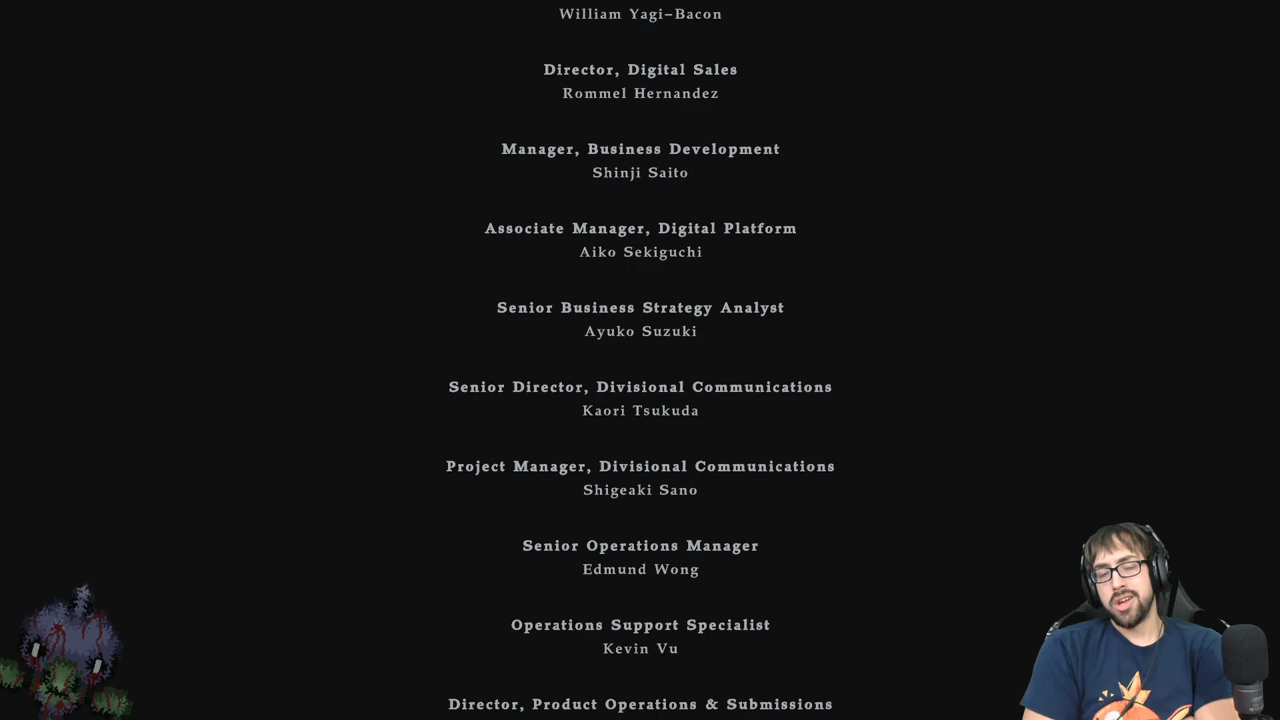 William Yagi-Bacon
Director, Digital Sales
Rommel Hernandez
Manager, Business Development
Shinji Saito
Associate Manager, Digital Platform
Aiko Sekiguchi
Senior Business Strategy Analyst
Ayuko Suzuki
Senior Director, Divisional Communications
Kaori Tsukuda
Project Manager, Divisional Communications
Shigeaki Sano
Senior Operations Manager
Edmund Wong
Operations Support Specialist
Kevin Vu
Director, Product Operations & Submissions